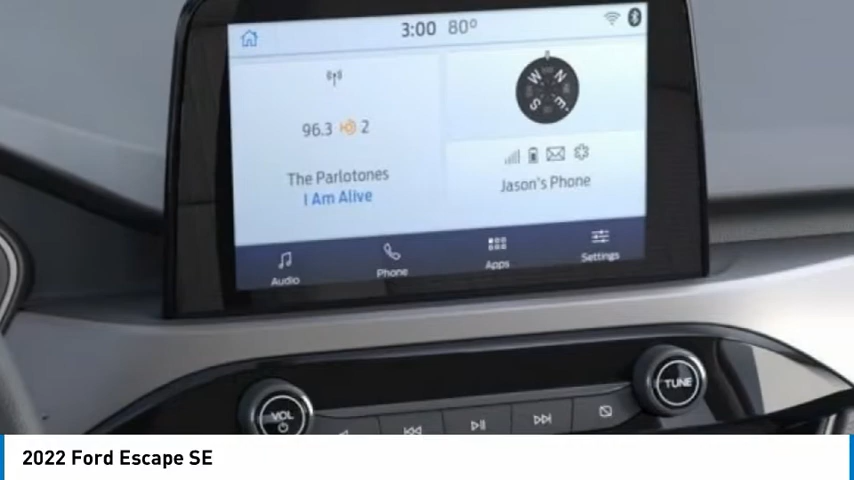 3:00 80°
96.3 2
The Parlotones
I Am Alive
N
W N
S E
Jason's Phone
Audio
Phone
Apps
Settings
VOL
TUNE
2022 Ford Escape SE